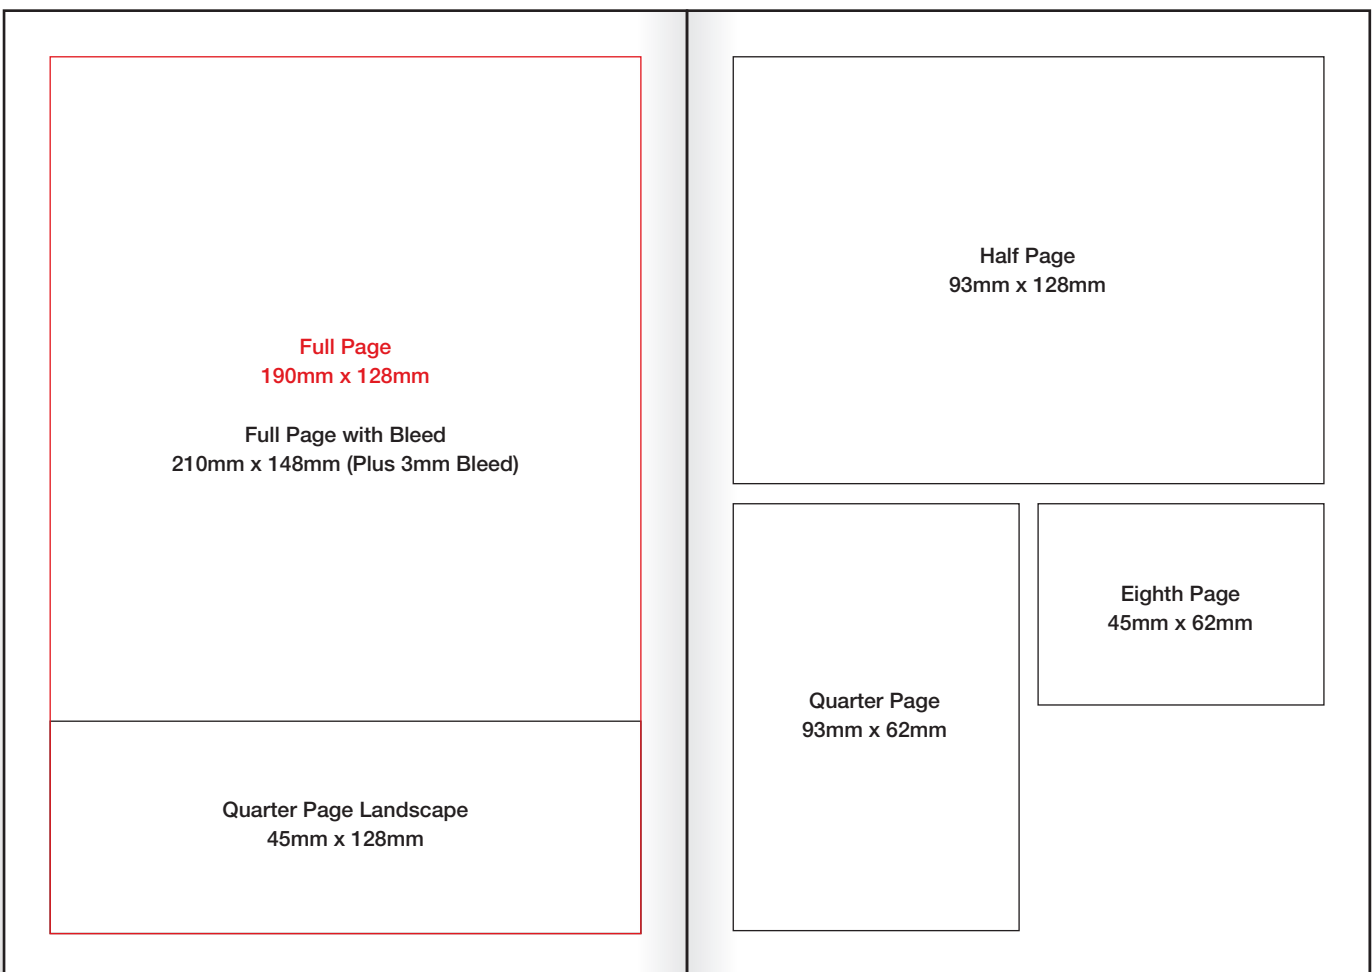 Full Page
190mm x 128mm
Full Page with Bleed
210mm x 148mm (Plus 3mm Bleed)
Quarter Page Landscape
45mm x 128mm
Half Page
93mm x 128mm
Quarter Page
93mm x 62mm
Eighth Page
45mm x 62mm